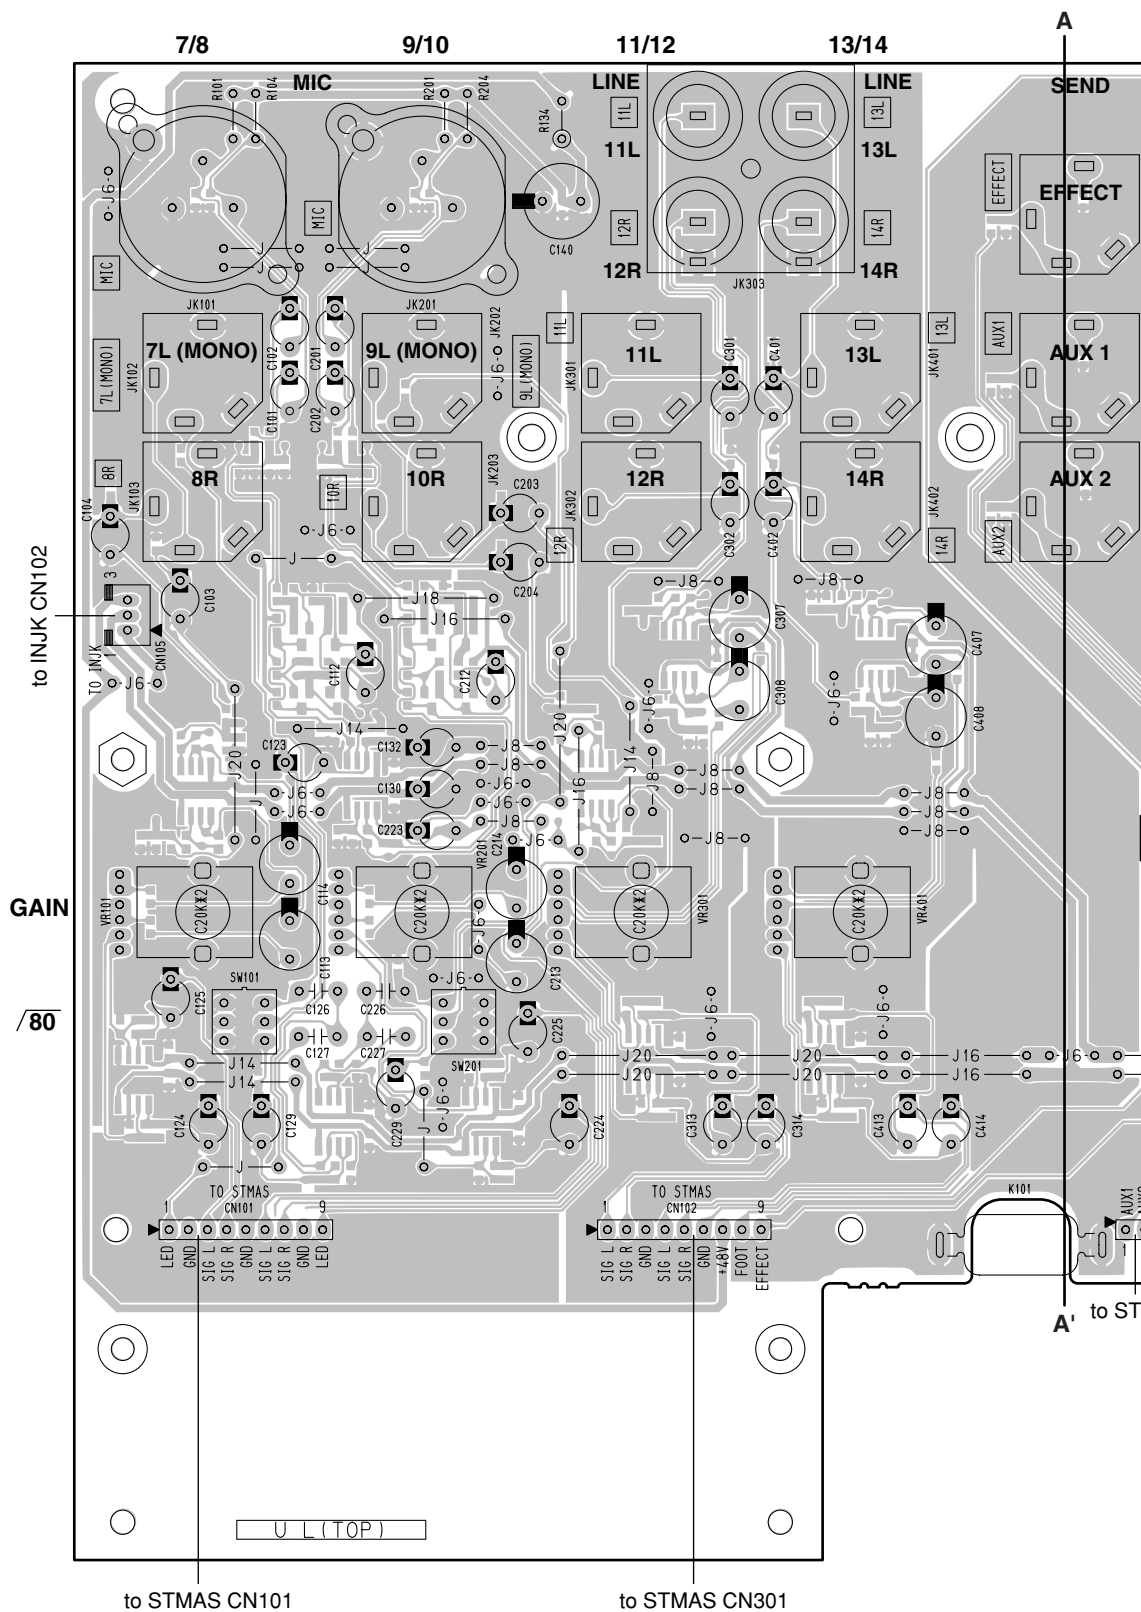 A
7/8 9/10 11/12 13/14
R101 R104 MIC R201 R204 LINE LINE SEND
R134 11L 13L
11L 13L
J6 EFFECT EFFECT
MIC 12R 14R
J J C140
MIC J J 12R 14R
JK101 JK201 JK303
7L (MONO) 7L (MONO) JK102 C102 C201 9L (MONO) JK202 J6 9L(MONO) 11L JK301 11L C301 C401 13L 13L JK401 AUX1 AUX 1
C101 C202
8R 8R JK103 C104 10R 10R JK203 C203 JK302 12R 12R C302 C402 14R JK402 14R AUX2 AUX 2
J6
J C204
to INJK CN102 3 C103 J18 J8 J8
J16 C307 C407
TO INJK 1 CN105 C112 C212
J6 J6 C308 J6 C408
J14 J20 J14
J20 C123 C132 J8 J16 J8
J J6 C130 J8 J8 J8
J6 J6 J8 J8
J6 J8
C223 J8 J8 J8
VR201 C214 J6
GAIN VR101 C20K※2 C114 C20K※2 J6 C20K※2 VR301 C20K※2 VR401
SW101 C113 J6 C213
C125 C126 C226 J6 J6
/80 C127 C227 C225
J14 SW201 J20 J20 J16 J6
J14 J6 J20 J20 J16
C124 C129 C229 J C224 C313 C314 C413 C414
J
TO STMAS TO STMAS K101
1 CN101 9 1 CN102 9 AUX1
LED GND SIG L SIG R GND SIG L SIG R GND LED SIG L SIG R GND SIG L SIG R GND +48V FOOT EFFECT 1
A' to ST
U L(TOP)
to STMAS CN101 to STMAS CN301